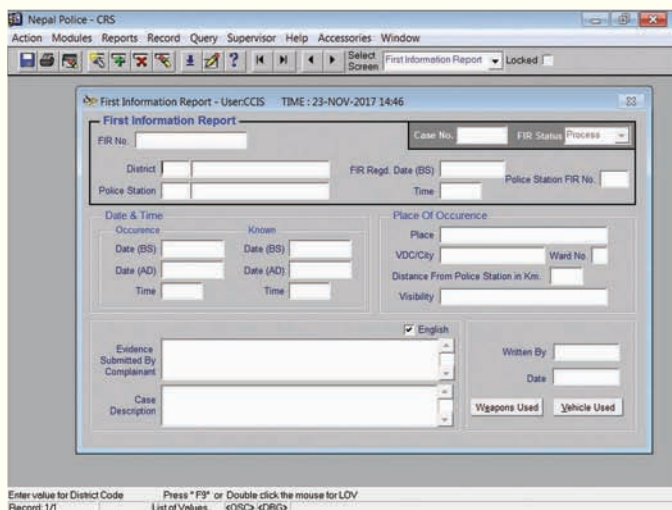 Nepal Police - CRS
Action Modules Reports Record Query Supervisor Help Accessories Window
Select Screen First Information Report Locked
First Information Report - User:CCIS TIME : 23-NOV-2017 14:46
First Information Report
FIR No. Case No. FIR Status Process
District FIR Regd. Date (BS) Police Station FIR No.
Police Station Time
Date & Time Place Of Occurence
Occurence Known Place
Date (BS) Date (BS) VDC/City Ward No.
Date (AD) Date (AD) Distance From Police Station in Km.
Time Time Visibility
English
Evidence Submitted By Complainant Written By
Date
Case Description Weapons Used Vehicle Used
Enter value for District Code Press "F9" or Double click the mouse for LOV
Record: 1/1 List of Values <OSC> <DBG>